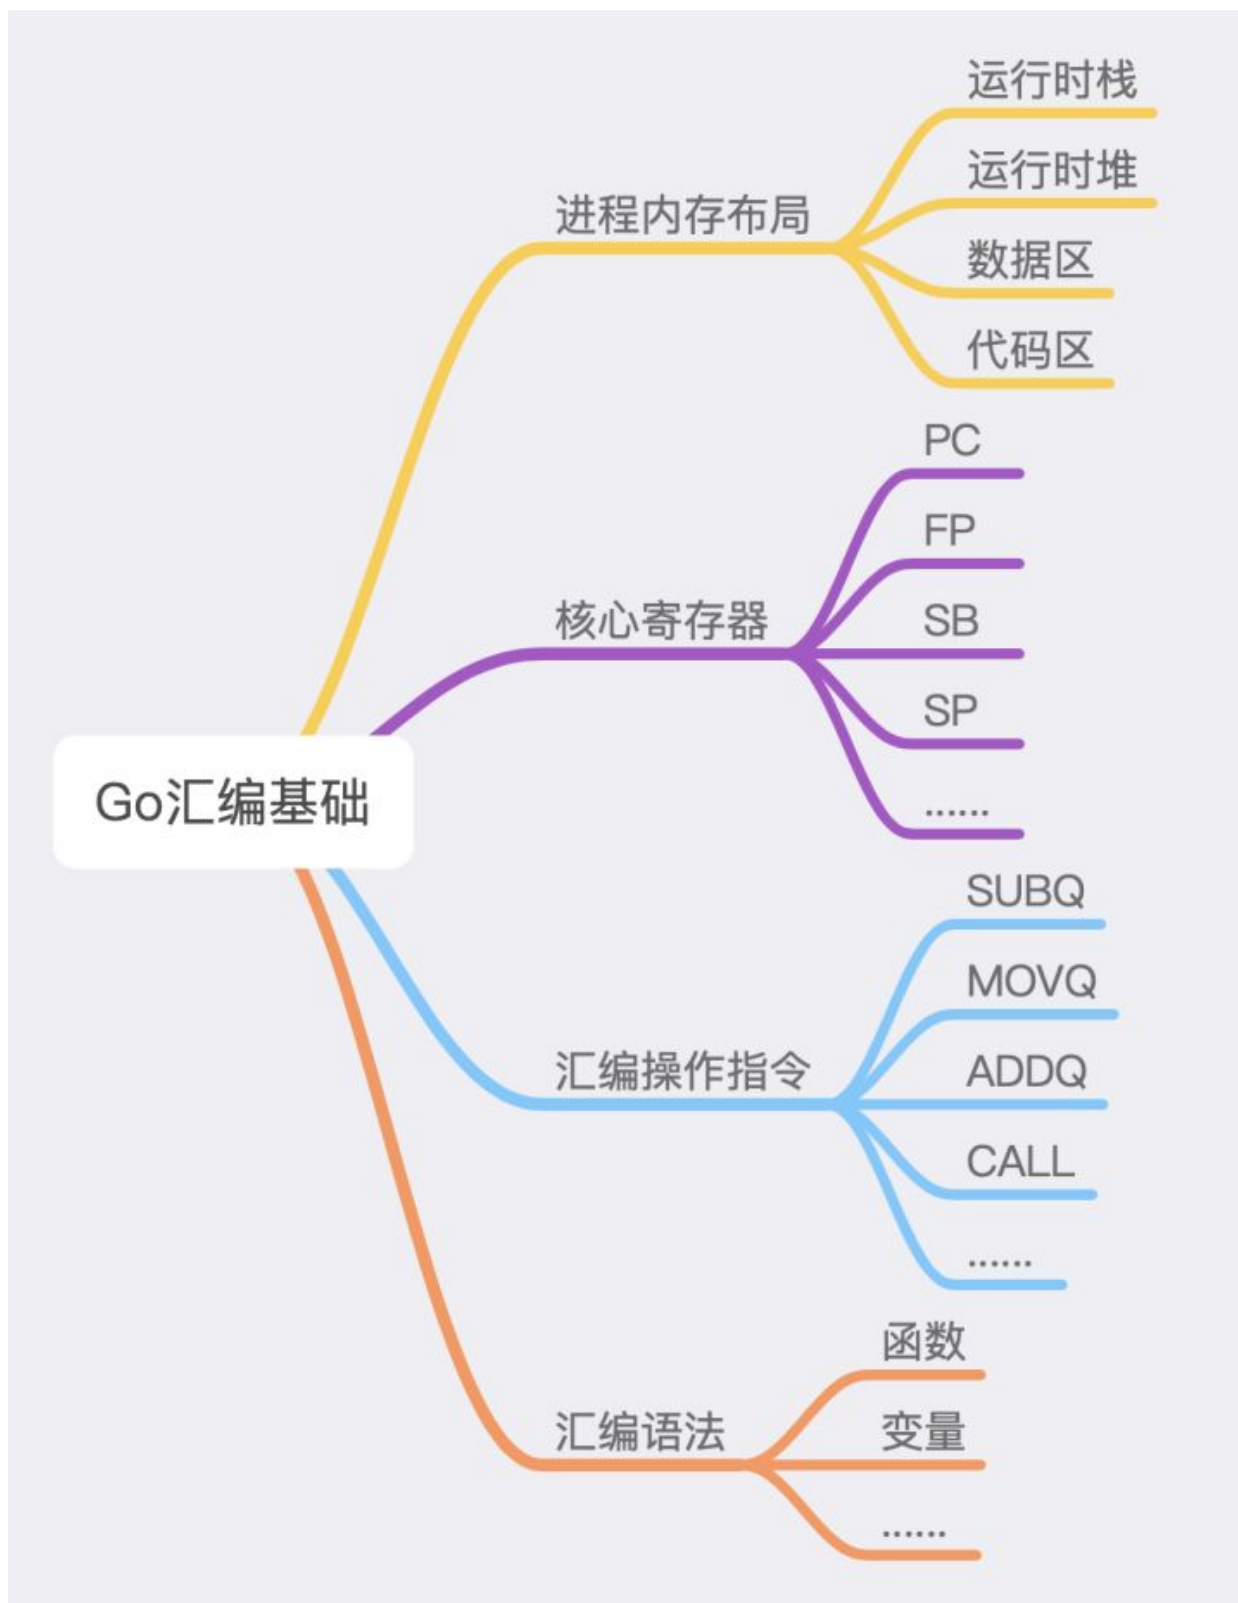 运行时栈
运行时堆
进程内存布局
数据区
代码区
PC
FP
核心寄存器
SB
SP
......
Go汇编基础
SUBQ
MOVQ
汇编操作指令
ADDQ
CALL
......
函数
汇编语法
变量
......